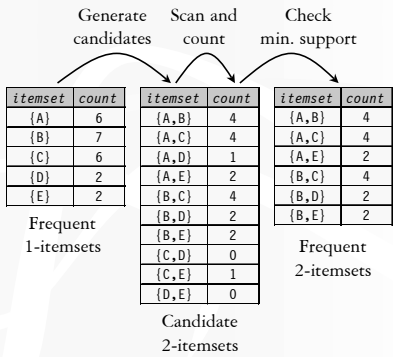 Generate candidates
Scan and count
Check min. support
itemset count
{A} 6
{B} 7
{C} 6
{D} 2
{E} 2
Frequent
1-itemsets
itemset count
{A,B} 4
{A,C} 4
{A,D} 1
{A,E} 2
{B,C} 4
{B,D} 2
{B,E} 2
{C,D} 0
{C,E} 1
{D,E} 0
Candidate
2-itemsets
itemset count
{A,B} 4
{A,C} 4
{A,E} 2
{B,C} 4
{B,D} 2
{B,E} 2
Frequent
2-itemsets